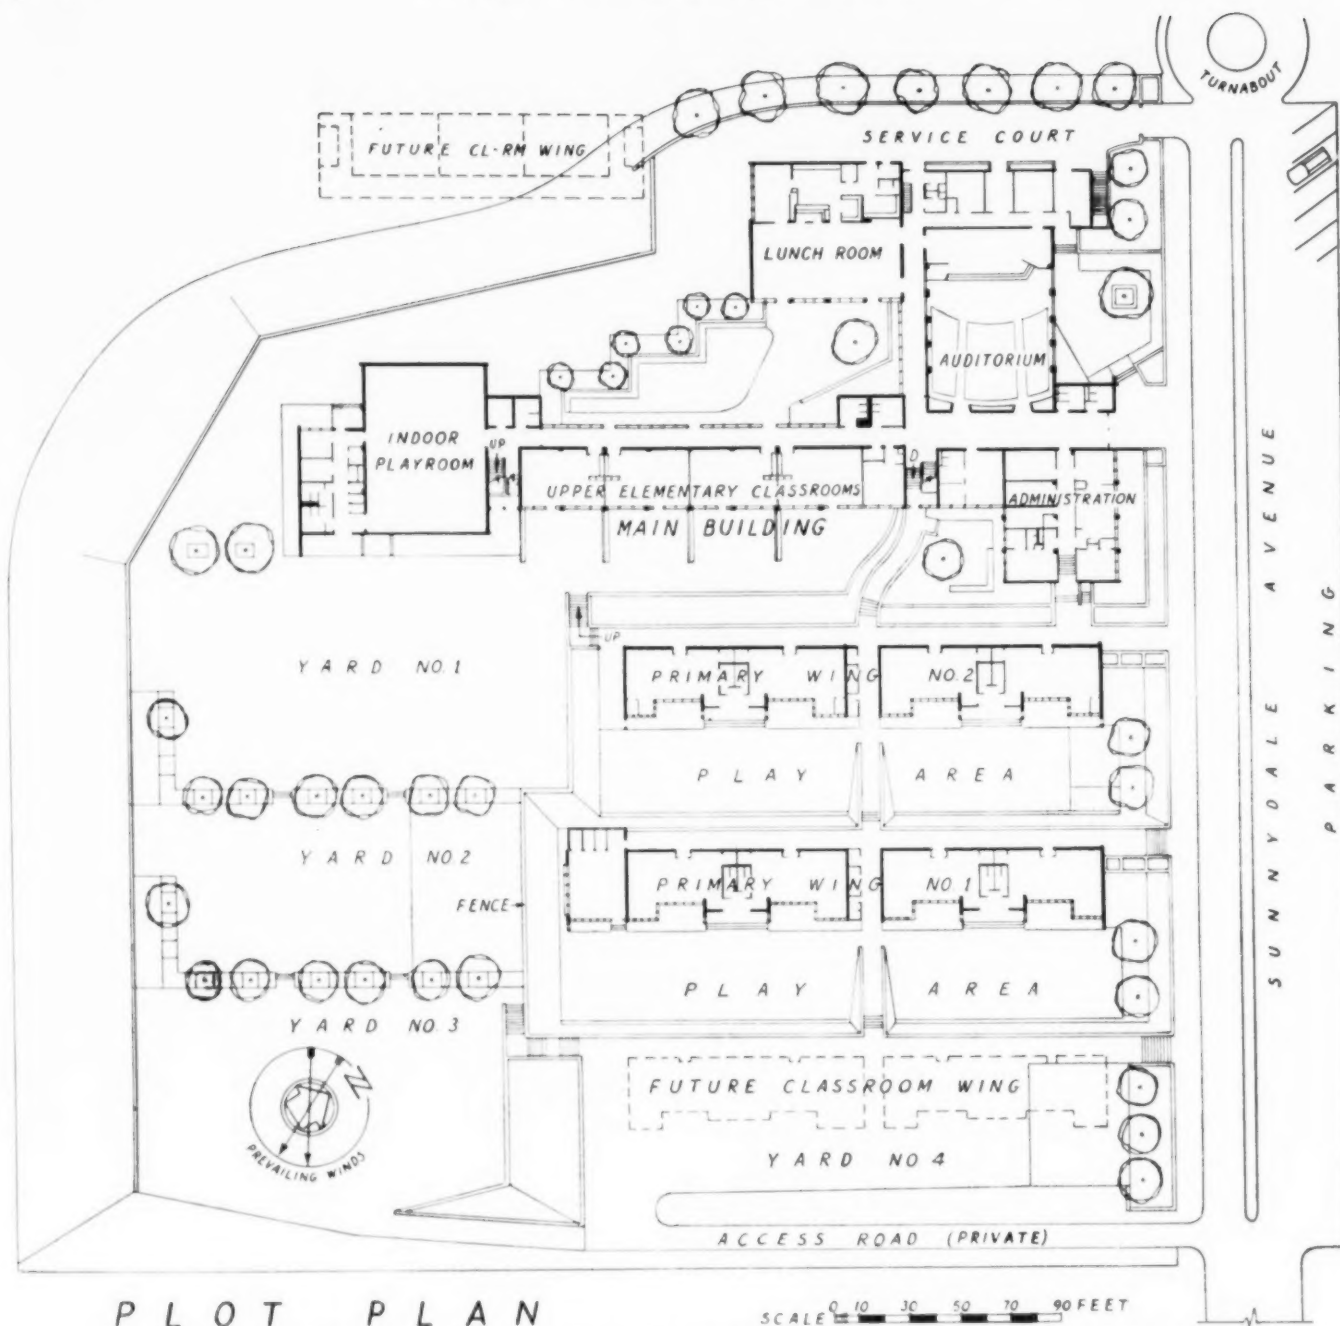 TURNABOUT
SERVICE COURT
FUTURE CL-RM WING
LUNCH ROOM
AUDITORIUM
INDOOR
PLAYROOM
UP
D
UPPER ELEMENTARY CLASSROOMS
ADMINISTRATION
MAIN BUILDING
SUNNYDALE AVENUE
PARKING
UP
YARD NO.1
PRIMARY WING NO.2
PLAY AREA
YARD NO.2
PRIMARY WING NO.1
FENCE
PLAY AREA
YARD NO.3
N
PREVAILING WINDS
FUTURE CLASSROOM WING
YARD NO 4
ACCESS ROAD (PRIVATE)
PLOT PLAN
SCALE 0 10 30 50 70 90 FEET